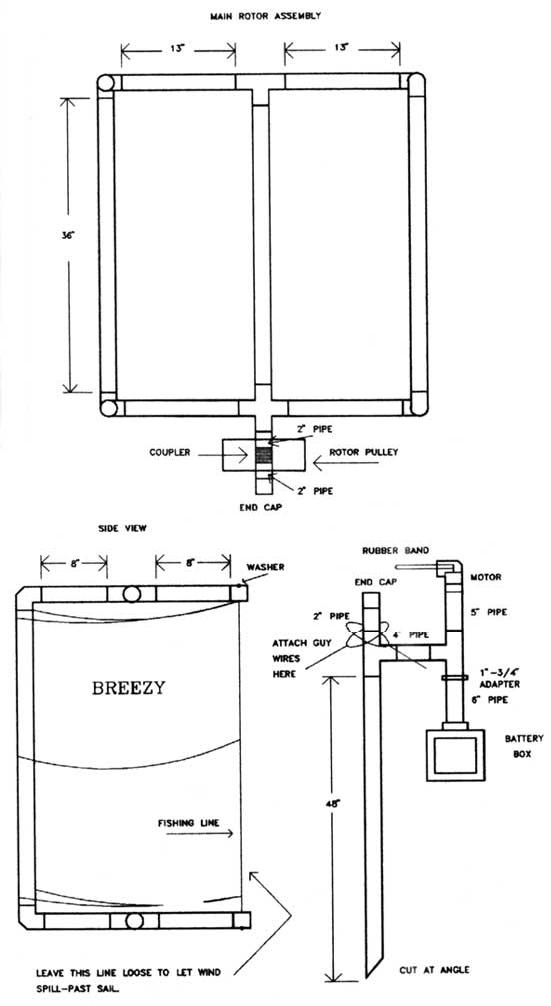 MAIN ROTOR ASSEMBLY
13"
13"
36"
2" PIPE
COUPLER
ROTOR PULLEY
2" PIPE
END CAP
SIDE VIEW
8"
8"
WASHER
BREEZY
FISHING LINE
LEAVE THIS LINE LOOSE TO LET WIND
SPILL-PAST SAIL.
RUBBER BAND
END CAP
MOTOR
2" PIPE
5" PIPE
4" PIPE
ATTACH GUY
WIRES
HERE
1"-3/4"
ADAPTER
6" PIPE
BATTERY
BOX
48"
CUT AT ANGLE